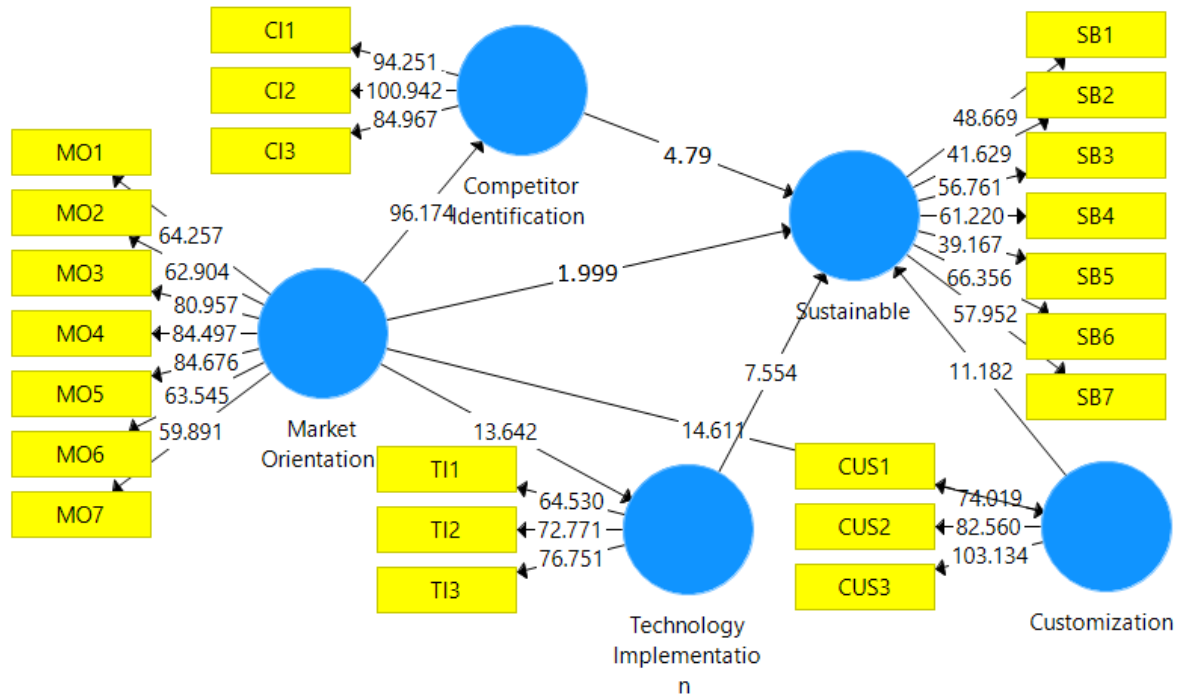 CI1
CI2
CI3
94.251
100.942
84.967
Competitor
Identification
SB1
SB2
SB3
SB4
SB5
SB6
SB7
48.669
41.629
56.761
61.220
39.167
66.356
57.952
Sustainable
MO1
MO2
MO3
MO4
MO5
MO6
MO7
64.257
62.904
80.957
84.497
84.676
63.545
59.891
Market
Orientation
96.174
4.79
1.999
7.554
11.182
13.642
14.611
TI1
TI2
TI3
64.530
72.771
76.751
Technology
Implementatio
n
CUS1
CUS2
CUS3
74.019
82.560
103.134
Customization